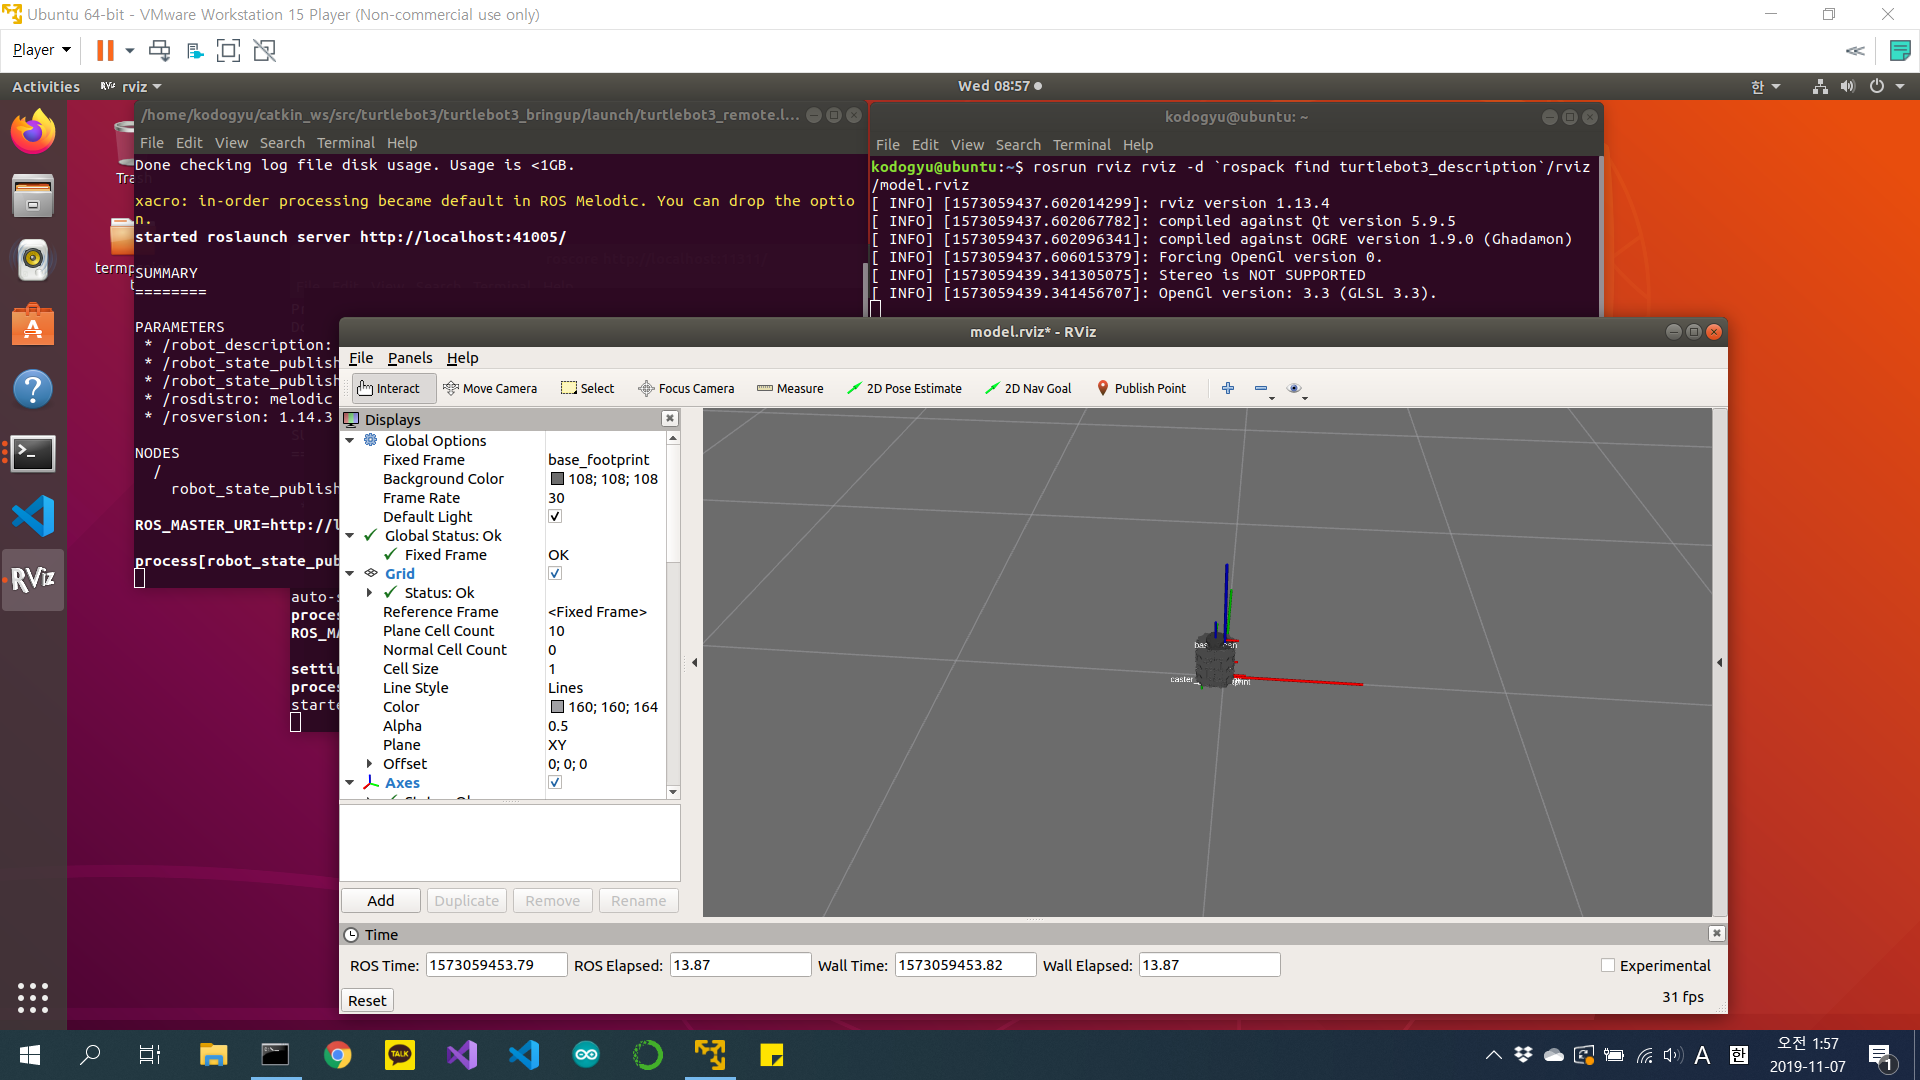 Ubuntu 64-bit - VMware Workstation 15 Player (Non-commercial use only)
Player
Activities
rviz
Wed 08:57
한
Trash
/home/kodogyu/catkin_ws/src/turtlebot3/turtlebot3_bringup/launch/turtlebot3_remote.l...
File Edit View Search Terminal Help
Done checking log file disk usage. Usage is <1GB.
xacro: in-order processing became default in ROS Melodic. You can drop the optio
n.
started roslaunch server http://localhost:41005/
SUMMARY
========
PARAMETERS
* /robot_description:
* /robot_state_publish
* /robot_state_publish
* /rosdistro: melodic
* /rosversion: 1.14.3
NODES
/
robot_state_publish
ROS_MASTER_URI=http://l
process[robot_state_pub
auto-s
proces
ROS_MA
settin
proces
starte
kodogyu@ubuntu: ~
File Edit View Search Terminal Help
kodogyu@ubuntu:~$ rosrun rviz rviz -d `rospack find turtlebot3_description`/rviz
/model.rviz
[ INFO] [1573059437.602014299]: rviz version 1.13.4
[ INFO] [1573059437.602067782]: compiled against Qt version 5.9.5
[ INFO] [1573059437.602096341]: compiled against OGRE version 1.9.0 (Ghadamon)
[ INFO] [1573059437.606015379]: Forcing OpenGl version 0.
[ INFO] [1573059439.341305075]: Stereo is NOT SUPPORTED
[ INFO] [1573059439.341456707]: OpenGl version: 3.3 (GLSL 3.3).
model.rviz* - RViz
File Panels Help
Interact Move Camera Select Focus Camera Measure 2D Pose Estimate 2D Nav Goal Publish Point
Displays
Global Options
Fixed Frame base_footprint
Background Color 108; 108; 108
Frame Rate 30
Default Light
Global Status: Ok
Fixed Frame OK
Grid
Status: Ok
Reference Frame <Fixed Frame>
Plane Cell Count 10
Normal Cell Count 0
Cell Size 1
Line Style Lines
Color 160; 160; 164
Alpha 0.5
Plane XY
Offset 0; 0; 0
Axes
Add Duplicate Remove Rename
Time
ROS Time: 1573059453.79 ROS Elapsed: 13.87 Wall Time: 1573059453.82 Wall Elapsed: 13.87 Experimental
Reset
31 fps
RViz
TALK
A
한
오전 1:57
2019-11-07
1